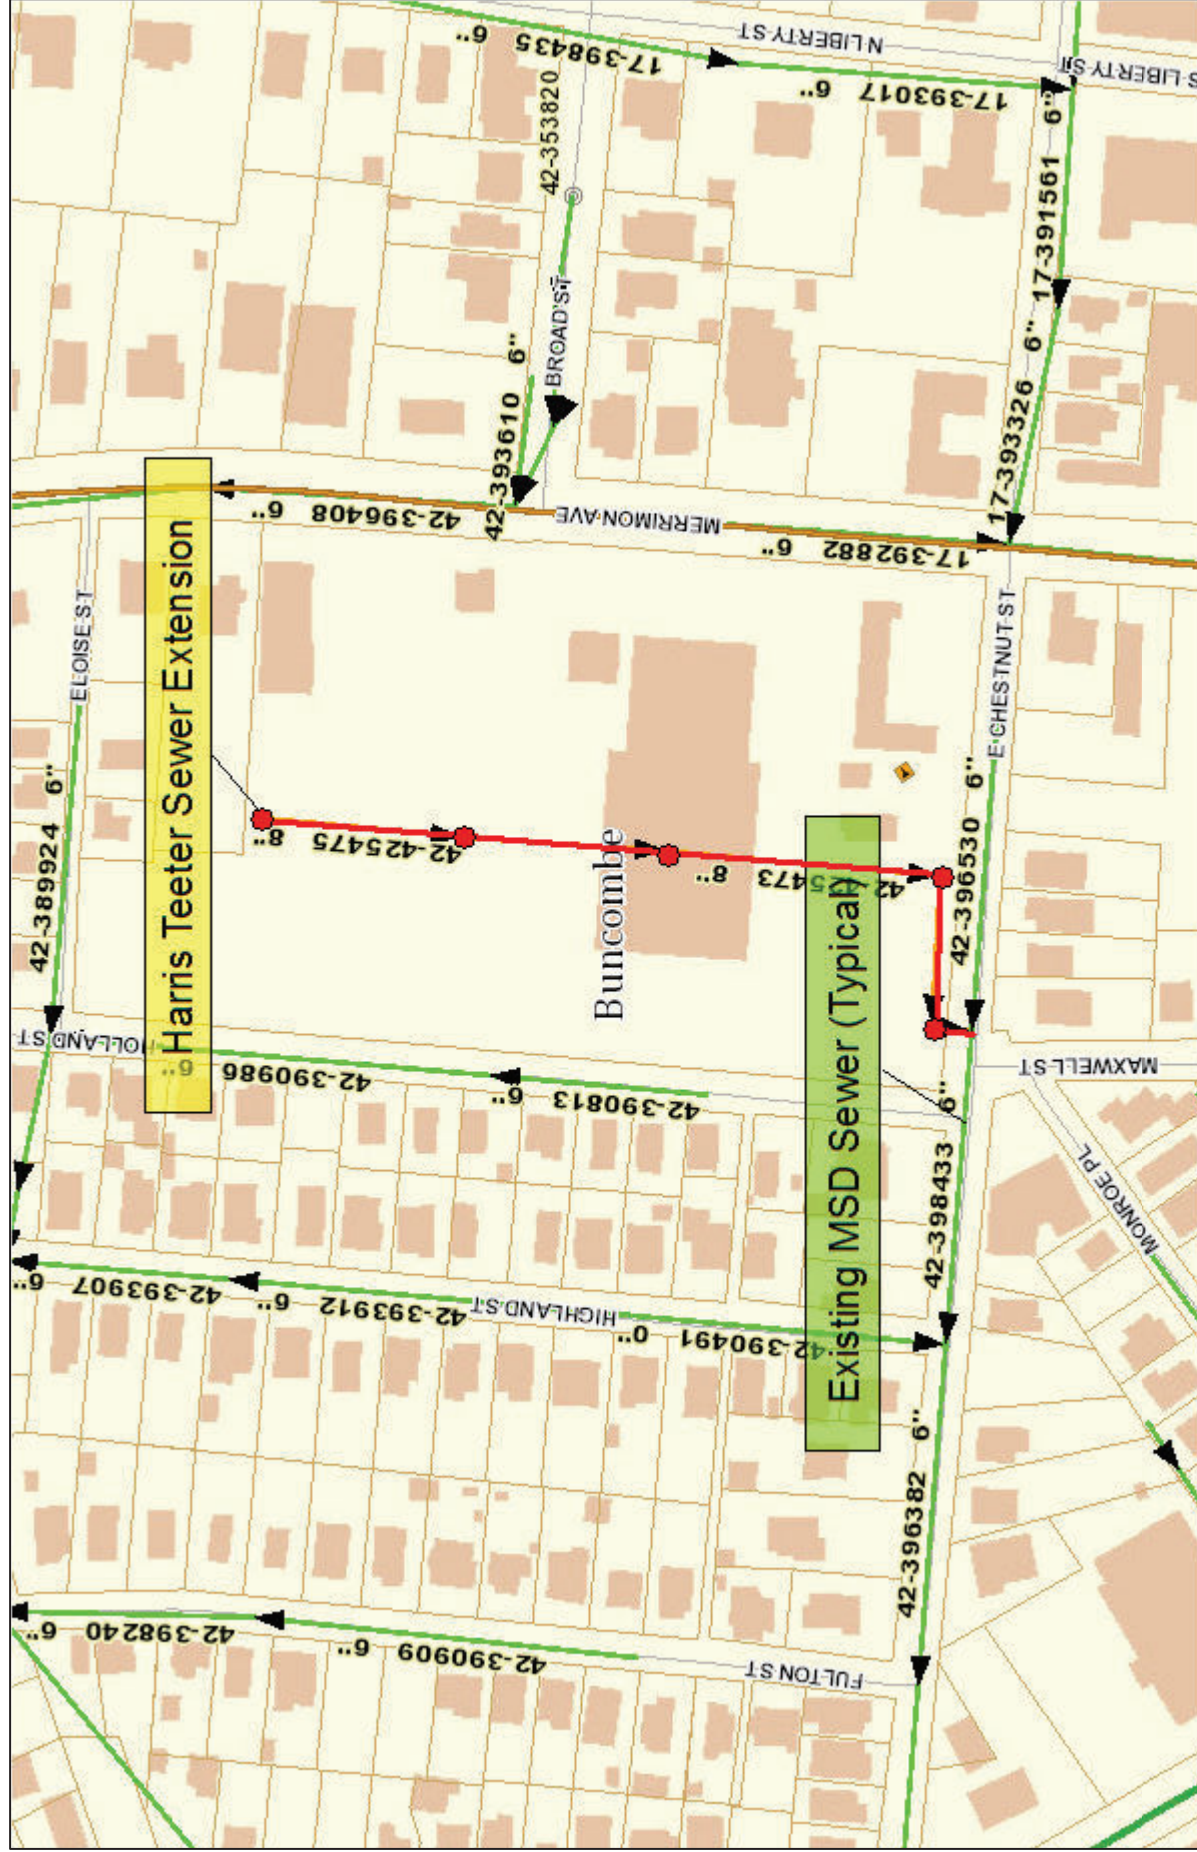 Harris Teeter Sewer Extension
Existing MSD Sewer (Typical)
Buncombe
N LIBERTY ST
S LIBERTY ST
17-398435 6"
17-393017 6"
17-391561 6"
17-393326 6"
42-353820
BROAD ST
42-393610 6"
MERRIMON AVE
42-396408 6"
17-392882 6"
ELOISE ST
42-389924 6"
E CHESTNUT ST
42-396530 6"
42-425475 8"
8"
HOLLAND ST
42-390986 6"
42-390813 6"
MAXWELL ST
MONROE PL
42-398433 6"
HIGHLAND ST
42-393907 6"
42-393912 6"
42-390491 0"
42-396382 6"
FULTON ST
42-398240 6"
42-390909 6"